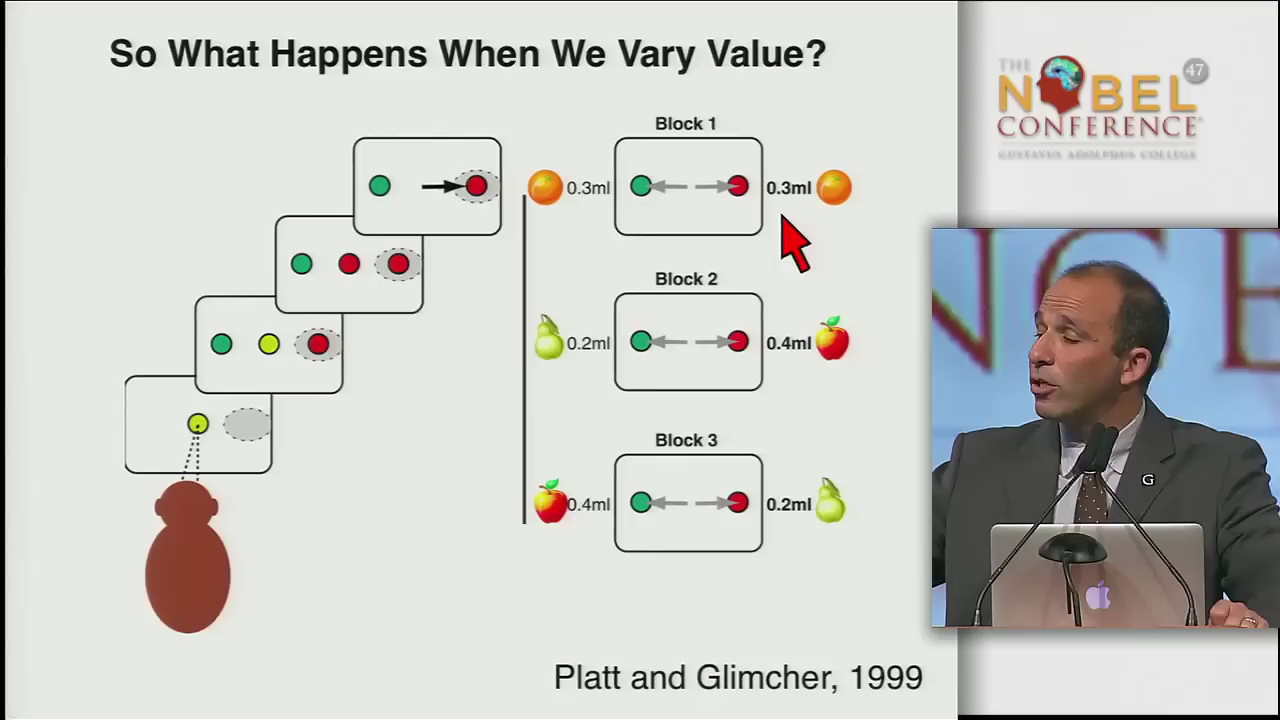 So What Happens When We Vary Value?
Block 1
0.3ml
0.3ml
Block 2
0.2ml
0.4ml
Block 3
0.4ml
0.2ml
Platt and Glimcher, 1999
THE
NOBEL
47
CONFERENCE
GUSTAVUS ADOLPHUS COLLEGE
NCE
G